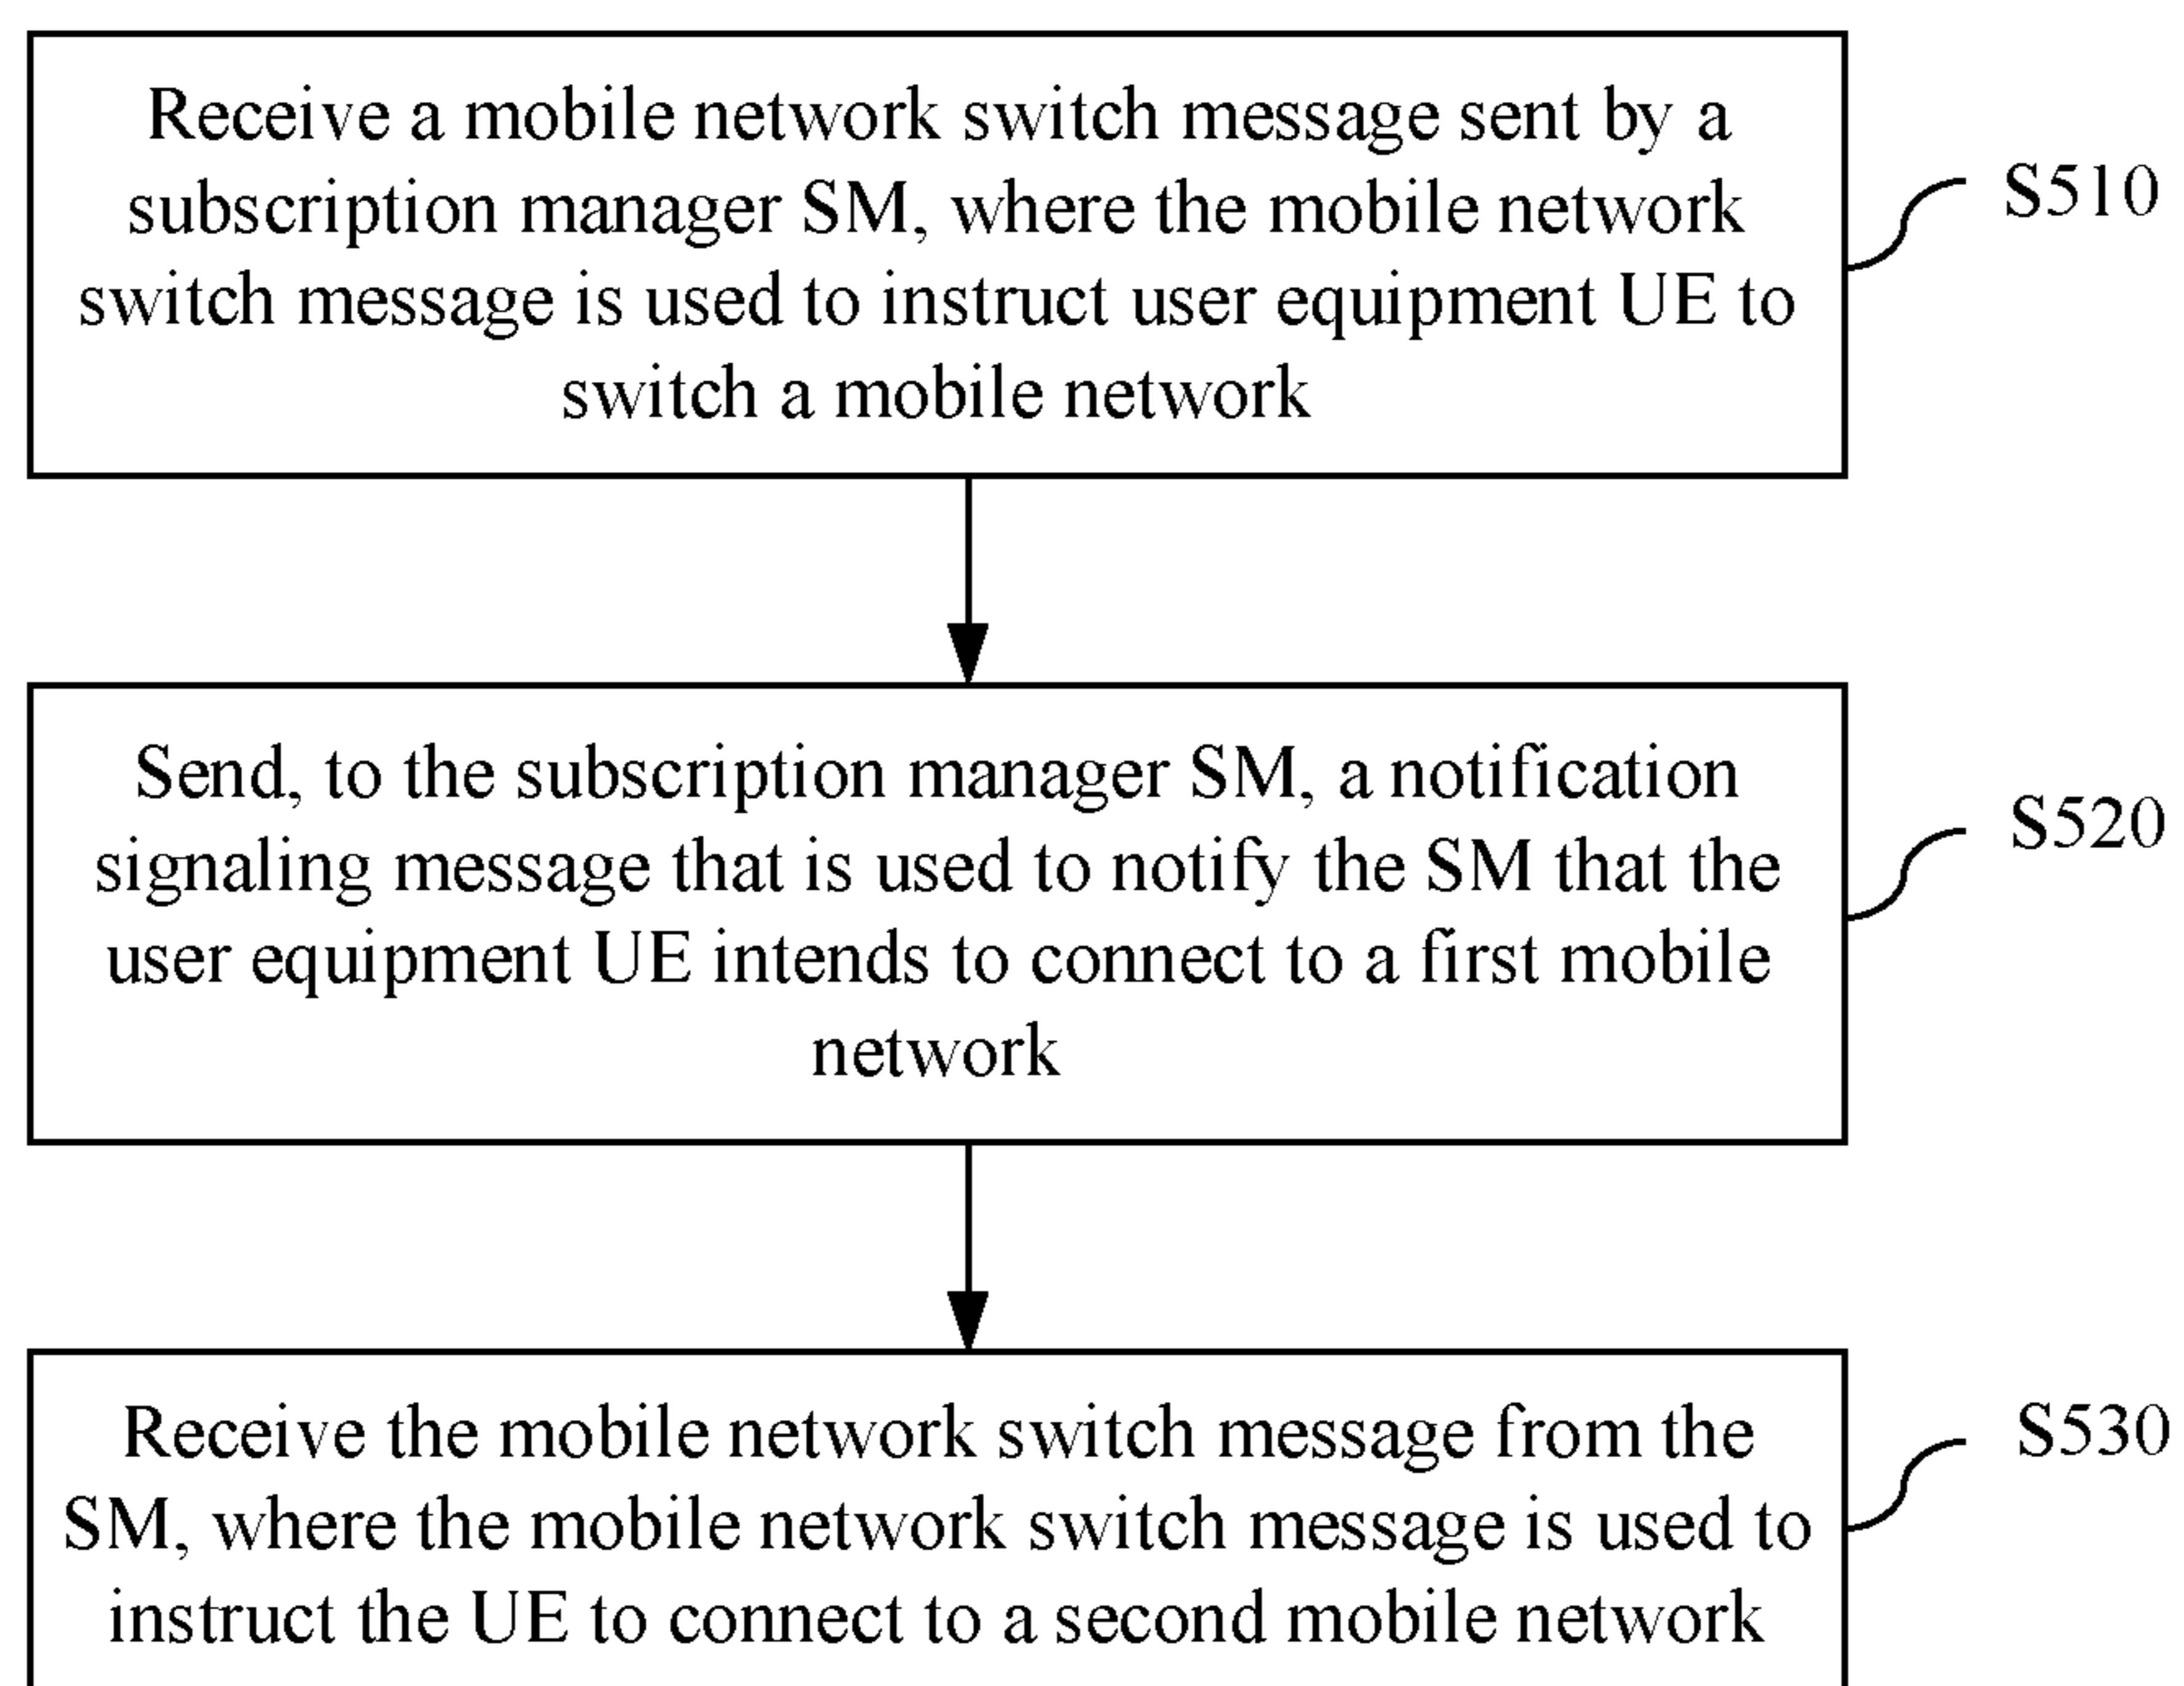 Receive a mobile network switch message sent by a
subscription manager SM, where the mobile network
switch message is used to instruct user equipment UE to
switch a mobile network
S510
Send, to the subscription manager SM, a notification
signaling message that is used to notify the SM that the
user equipment UE intends to connect to a first mobile
network
S520
Receive the mobile network switch message from the
SM, where the mobile network switch message is used to
instruct the UE to connect to a second mobile network
S530